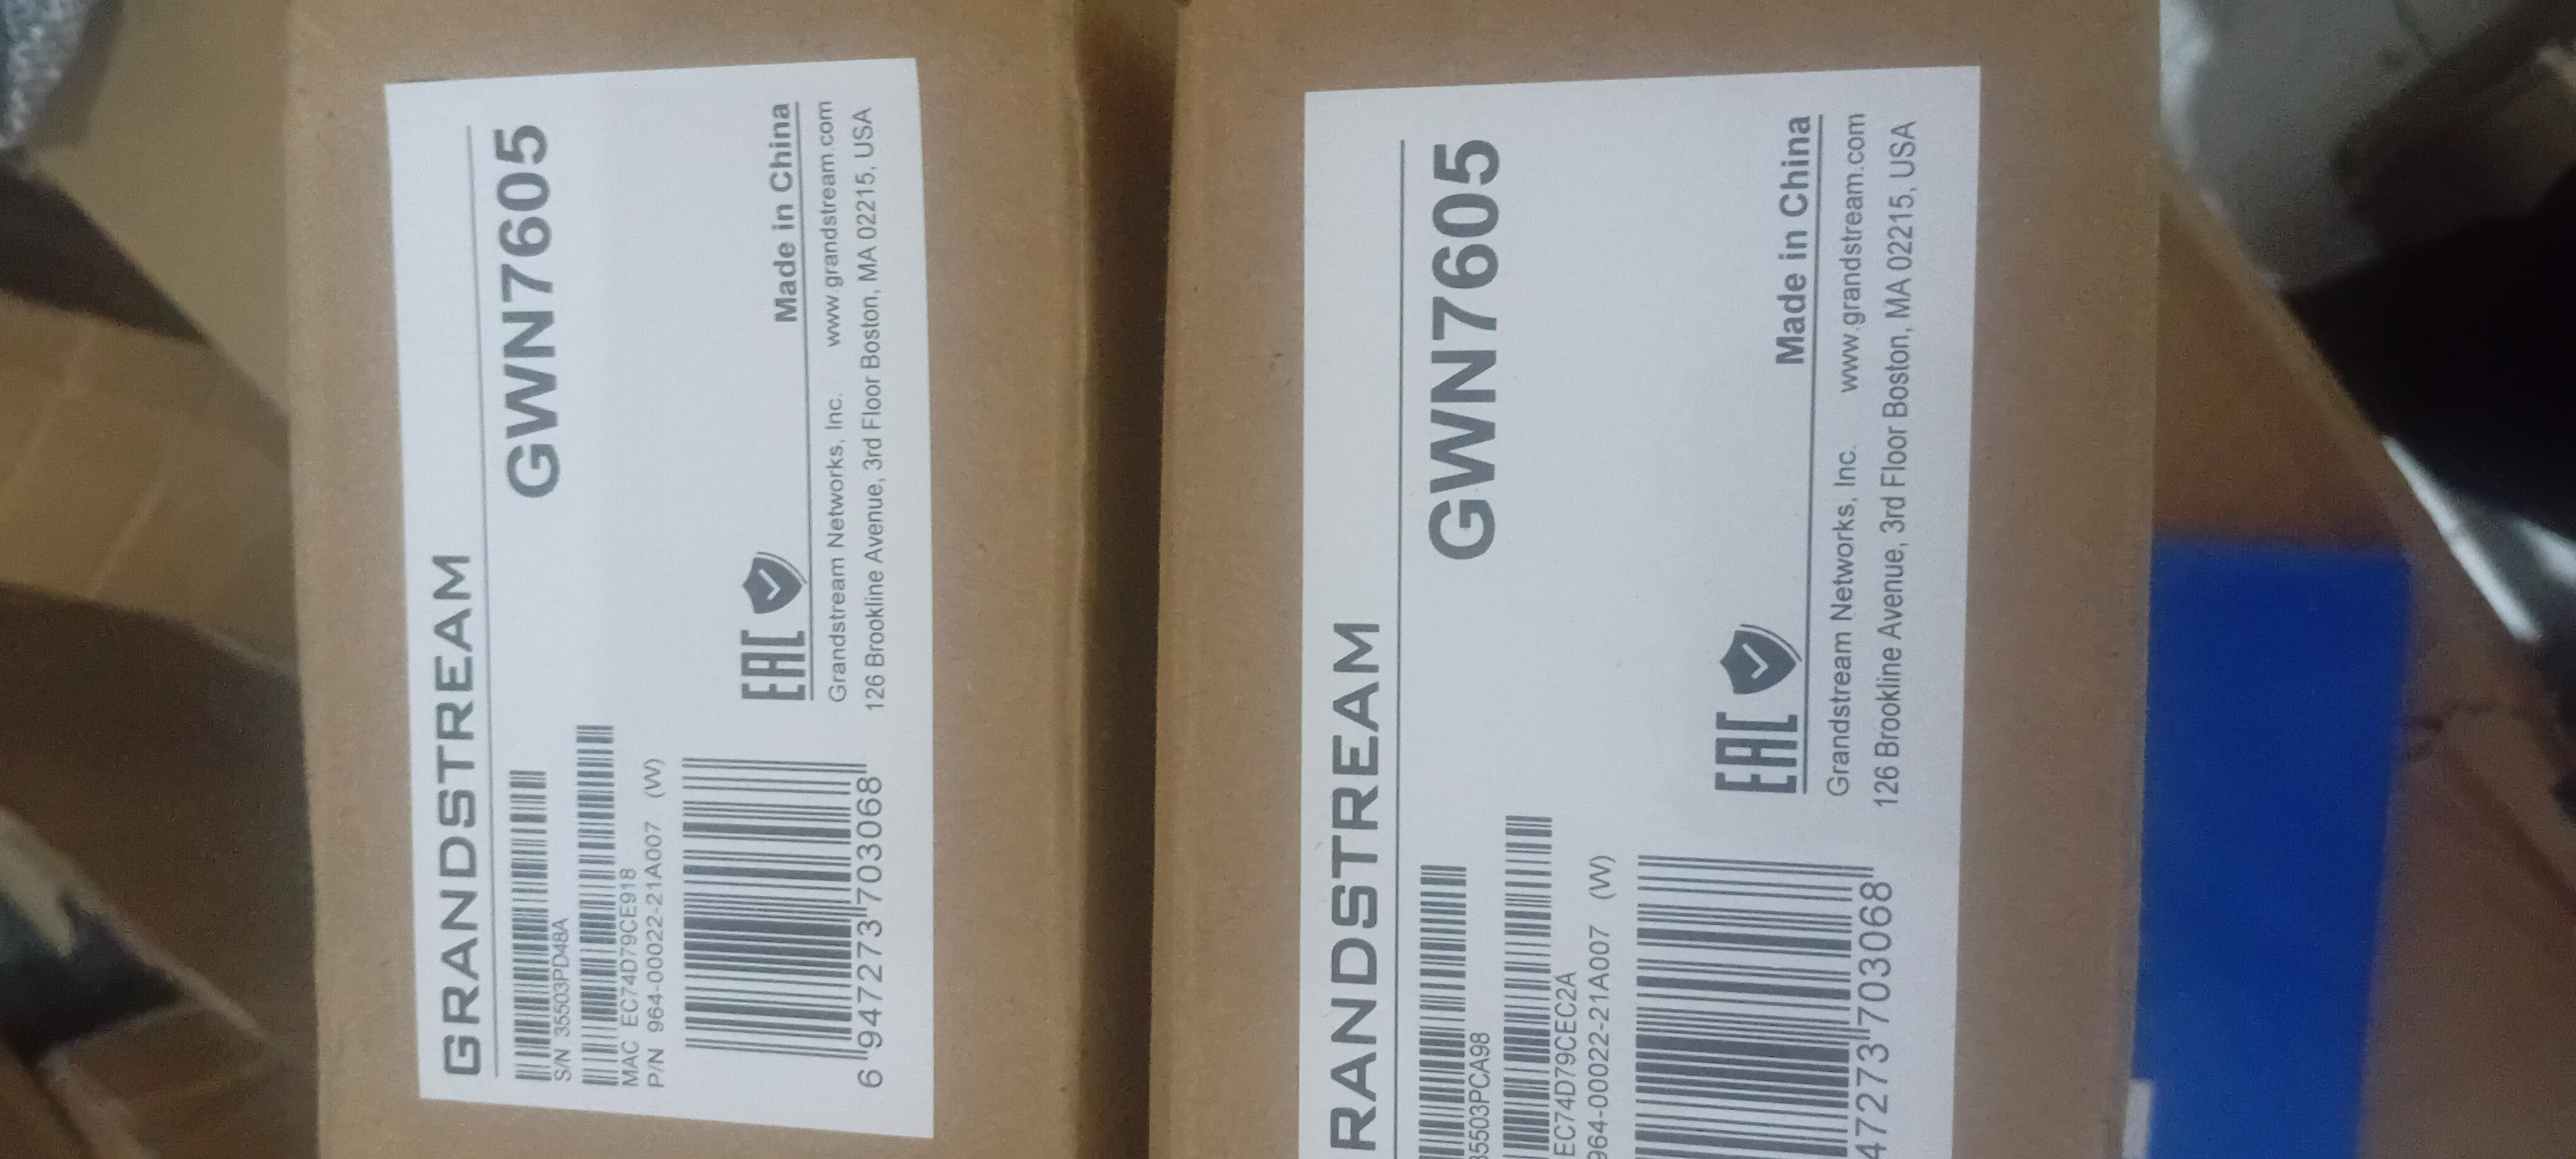 GRANDSTREAM
GWN7605
S/N 35503PD48A
MAC EC74D79CE918
P/N 964-00022-21A007 (W)
EAC
Made in China
6 947273 703068
Grandstream Networks, Inc. www.grandstream.com
126 Brookline Avenue, 3rd Floor Boston, MA 02215, USA
RANDSTREAM
GWN7605
35503PCA98
EC74D79CEC2A
964-00022-21A007 (W)
EAC
Made in China
47273 703068
Grandstream Networks, Inc. www.grandstream.com
126 Brookline Avenue, 3rd Floor Boston, MA 02215, USA